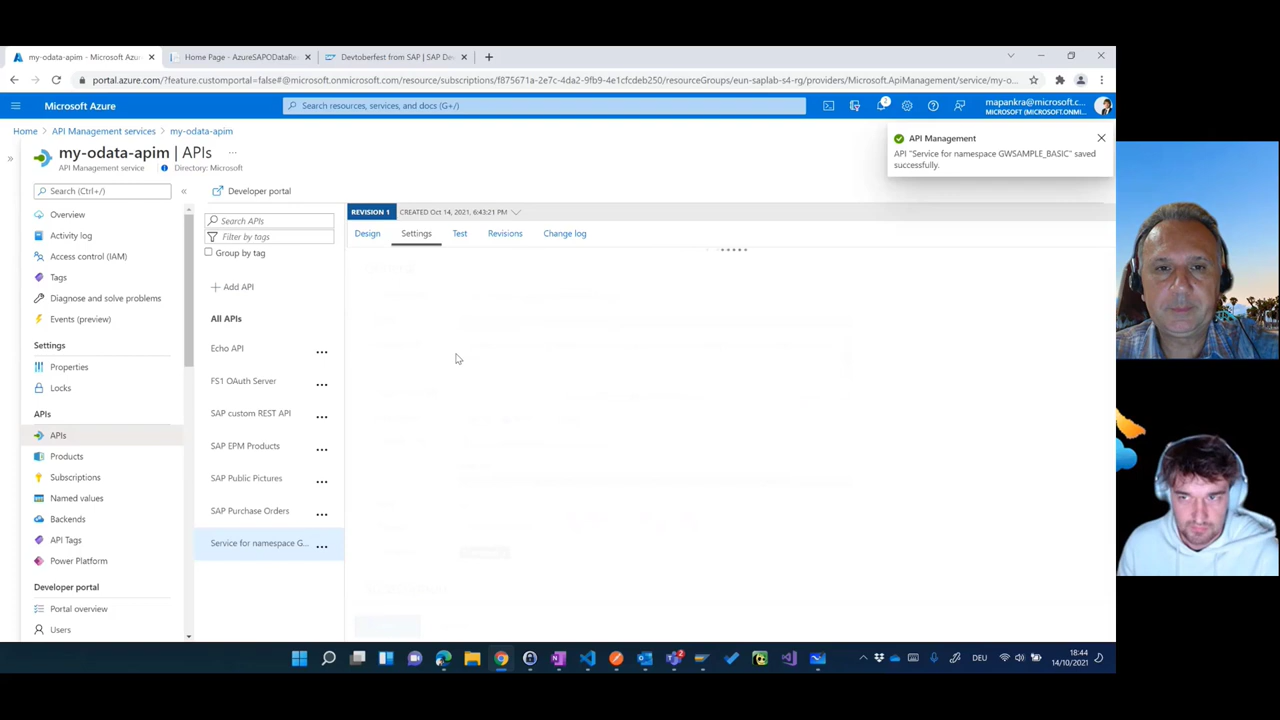 my-odata-apim - Microsoft Azure
Home Page - AzureSAPODataRe
Devtoberfest from SAP | SAP De
portal.azure.com/?feature.customportal=false#@microsoft.onmicrosoft.com/resource/subscriptions/f875671a-2e7c-4da2-9fb9-4e1cfcdeb250/resourceGroups/eun-saplab-s4-rg/providers/Microsoft.ApiManagement/service/my-o...
Microsoft Azure
Search resources, services, and docs (G+/)
2
mapankra@microsoft.c...
MICROSOFT (MICROSOFT.ONMI...
Home
API Management services
my-odata-apim
API Management
API "Service for namespace GWSAMPLE_BASIC" saved
successfully.
my-odata-apim | APIs
...
API Management service
Directory: Microsoft
Search (Ctrl+/)
Developer portal
Overview
Activity log
Access control (IAM)
Tags
Diagnose and solve problems
Events (preview)
Settings
Properties
Locks
APIs
APIs
Products
Subscriptions
Named values
Backends
API Tags
Power Platform
Developer portal
Portal overview
Users
Search APIs
Filter by tags
Group by tag
Add API
All APIs
Echo API
FS1 OAuth Server
SAP custom REST API
SAP EPM Products
SAP Public Pictures
SAP Purchase Orders
Service for namespace G...
REVISION 1
CREATED Oct 14, 2021, 6:43:21 PM
Design
Settings
Test
Revisions
Change log
2
DEU
18:44
14/10/2021